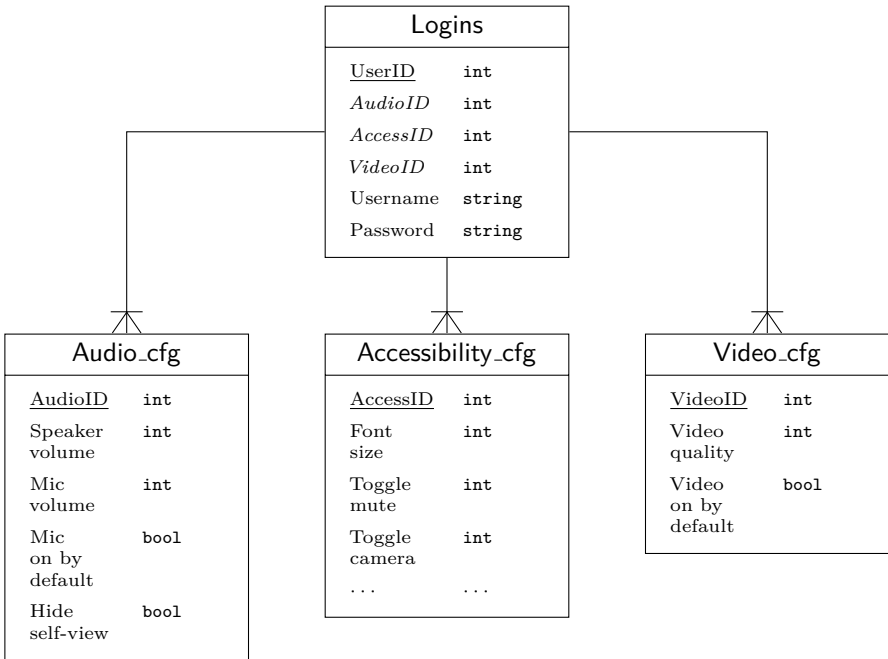 Logins
UserID int
AudioID int
AccessID int
VideoID int
Username string
Password string
Audio_cfg
AudioID int
Speaker int
volume
Mic int
volume
Mic bool
on by
default
Hide bool
self-view
Accessibility_cfg
AccessID int
Font int
size
Toggle int
mute
Toggle int
camera
... ...
Video_cfg
VideoID int
Video int
quality
Video bool
on by
default